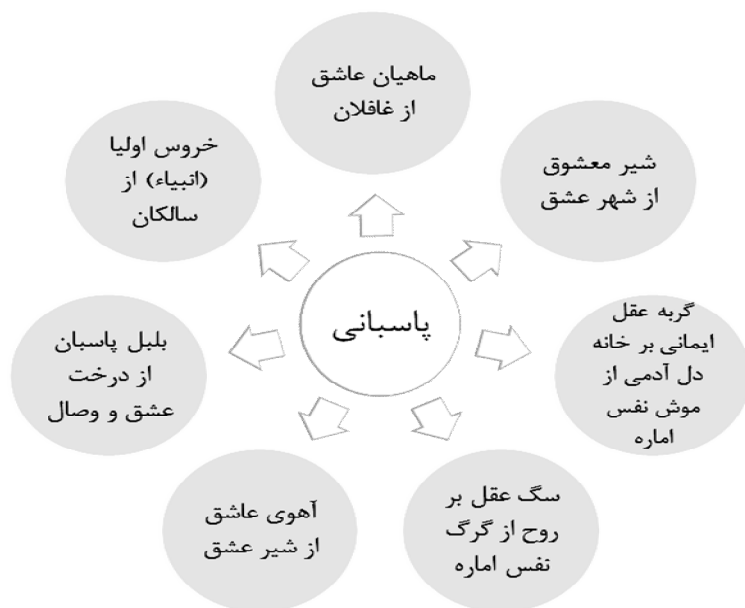 ماهیان عاشق
از غافلان
شیر معشوق
از شهر عشق
گربه عقل
ایمانی بر خانه
دل آدمی از
موش نفس
اماره
سگ عقل بر
روح از گرگ
نفس اماره
آهوی عاشق
از شیر عشق
بلبل پاسبان
از درخت
عشق و وصال
خروس اولیا
(انبیاء) از
سالکان
پاسبانی